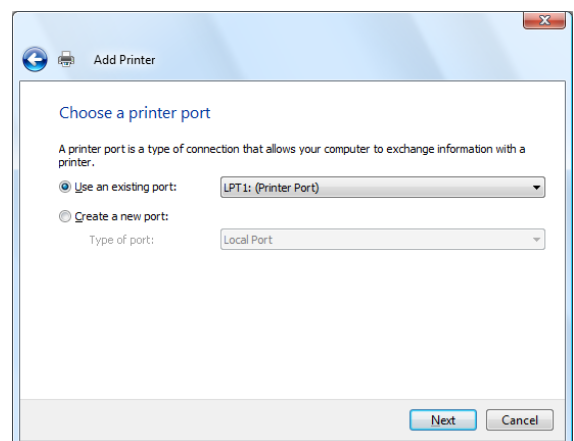 Add Printer
Choose a printer port
A printer port is a type of connection that allows your computer to exchange information with a
printer.
Use an existing port: LPT1: (Printer Port)
Create a new port:
Type of port: Local Port
Next Cancel